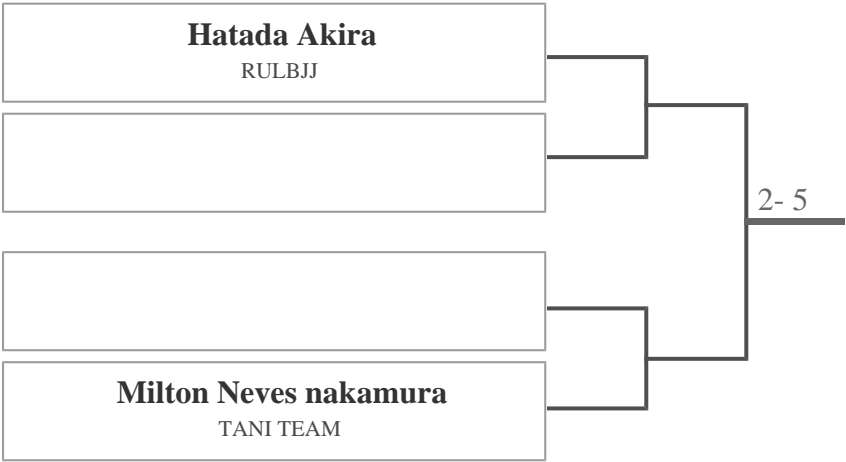 Hatada Akira
RULBJJ
2- 5
Milton Neves nakamura
TANI TEAM